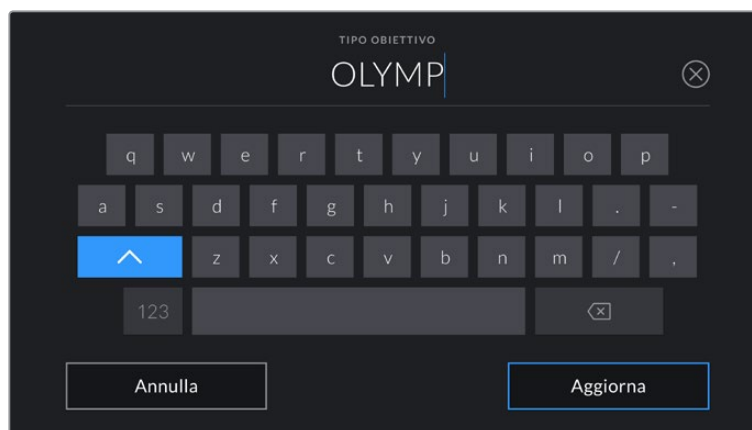 TIPO OBIETTIVO
OLYMP
q w e r t y u i o p
a s d f g h j k l . -
z x c v b n m / ,
123
Annulla Aggiorna